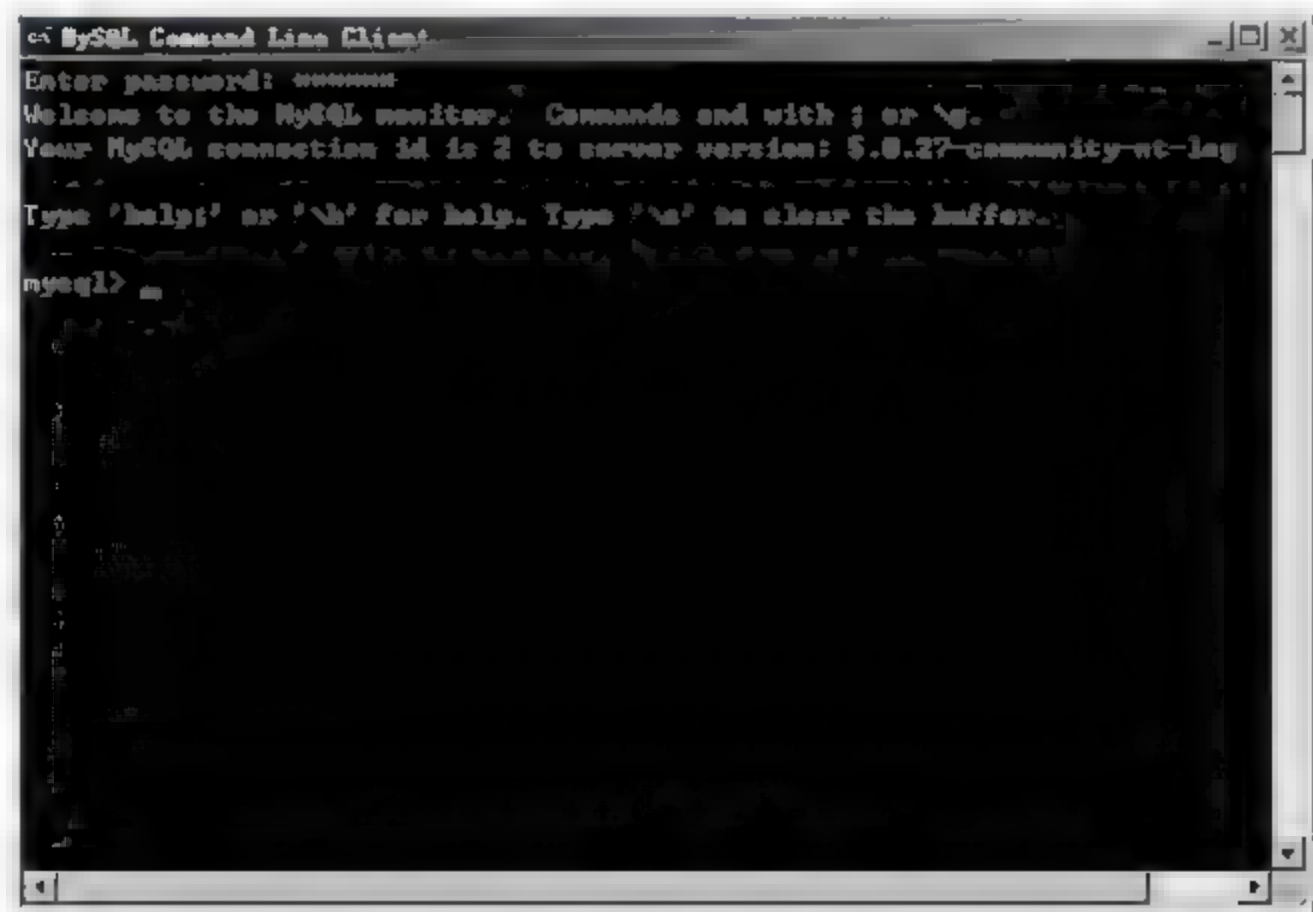 MySQL Command Line Client
Enter password: *******
Welcome to the MySQL monitor.  Commands end with ; or \g.
Your MySQL connection id is 2 to server version: 5.0.27-community-nt-log
Type 'help;' or '\h' for help. Type '\c' to clear the buffer.
mysql> _